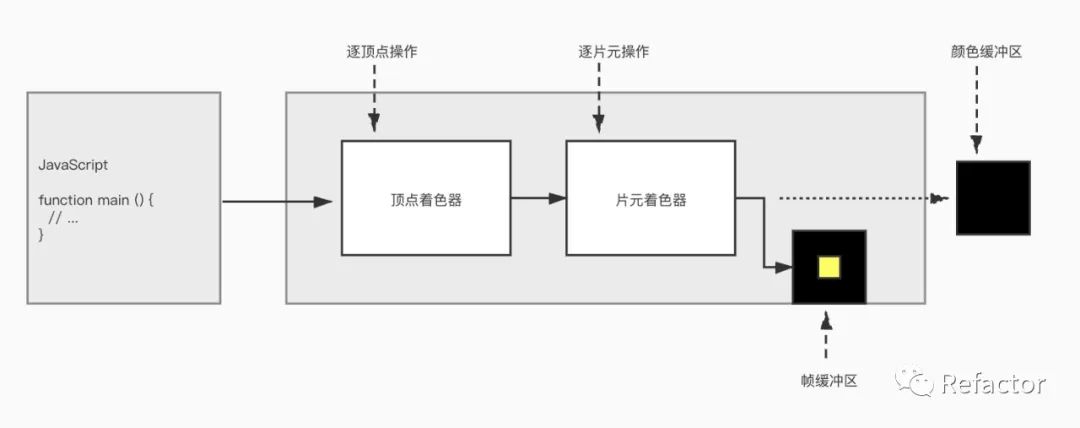 逐顶点操作
逐片元操作
颜色缓冲区
JavaScript
function main () {
// ...
}
顶点着色器
片元着色器
帧缓冲区
Refactor